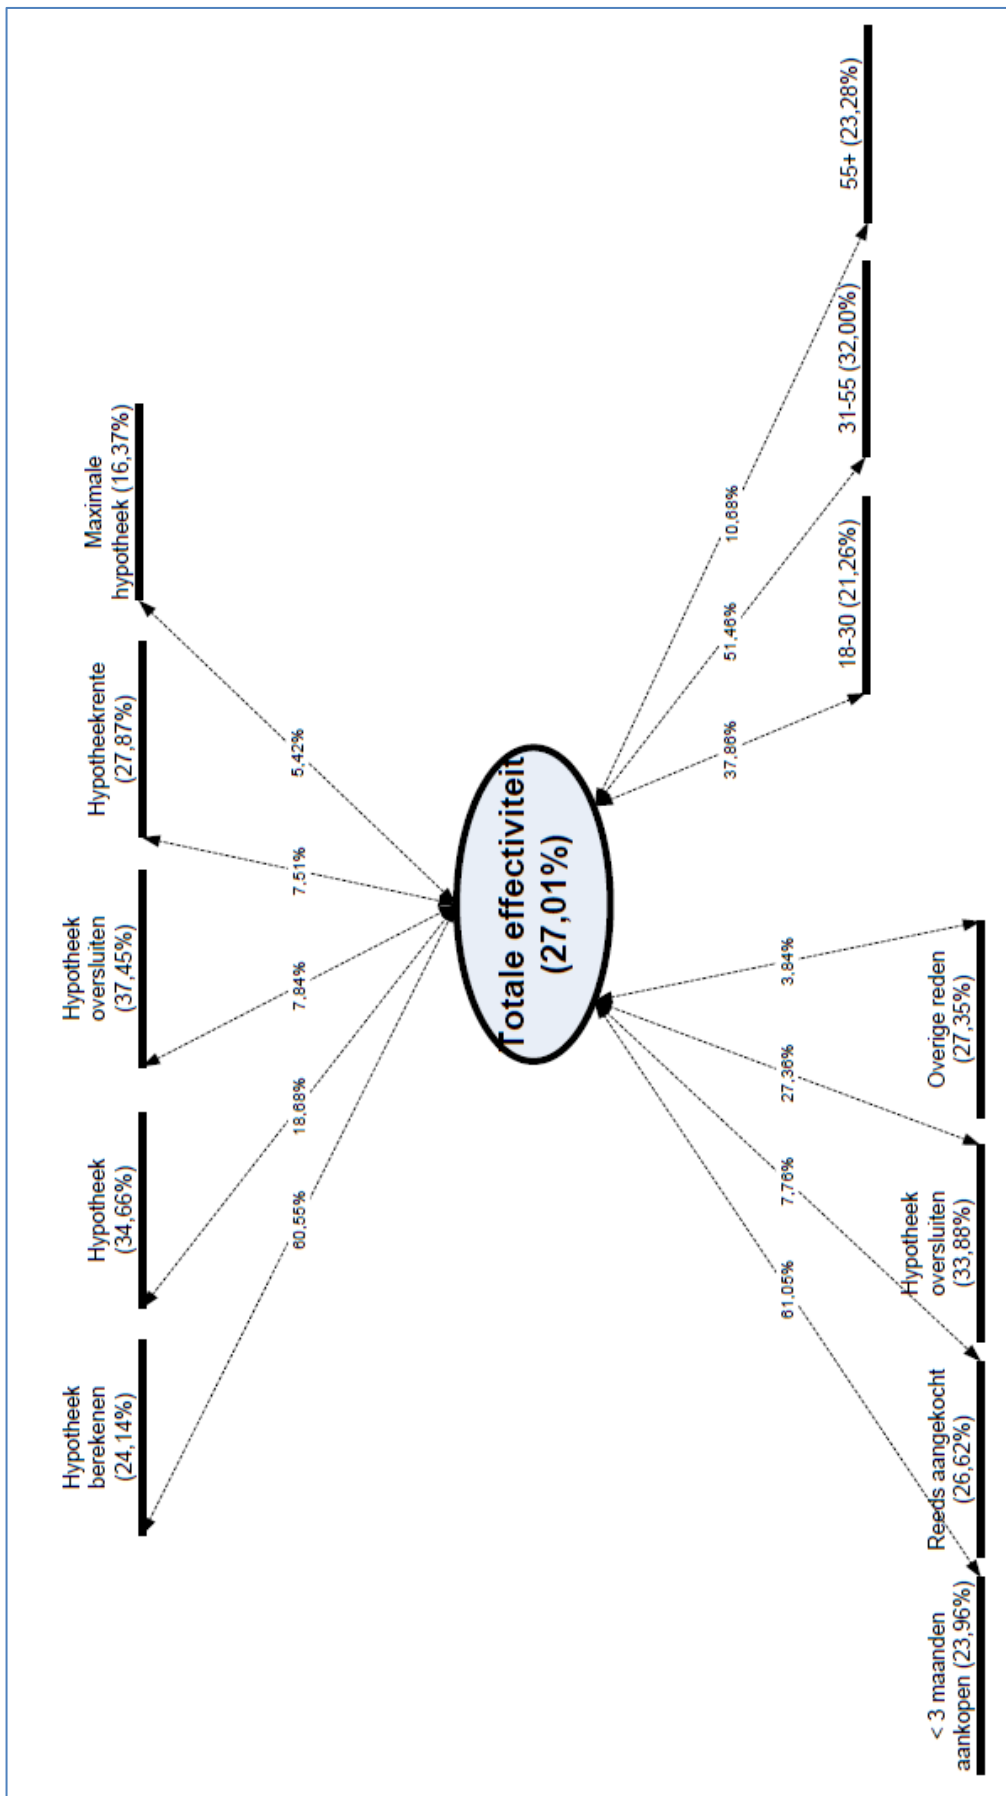 Hypotheek
berekenen
(24,14%)
Hypotheek
(34,66%)
Hypotheek
oversluiten
(37,45%)
Hypotheekrente
(27,87%)
Maximale
hypotheek (16,37%)
60,55%
18,68%
7,84%
7,51%
5,42%
Totale effectiviteit
(27,01%)
61,05%
7,76%
27,36%
3,84%
37,86%
51,46%
10,68%
< 3 maanden
aankopen (23,96%)
Reeds aangekocht
(26,62%)
Hypotheek
oversluiten
(33,88%)
Overige reden
(27,35%)
18-30 (21,26%)
31-55 (32,00%)
55+ (23,28%)